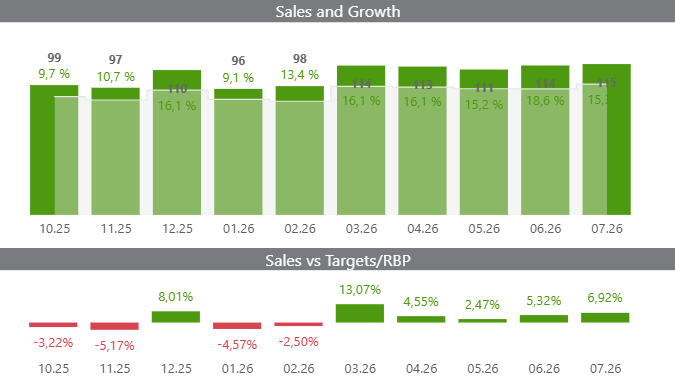 Sales and Growth
99 97 110 96 98 114 113 111 114 115
9,7 % 10,7 % 16,1 % 9,1 % 13,4 % 16,1 % 16,1 % 15,2 % 18,6 % 15,3
10.25 11.25 12.25 01.26 02.26 03.26 04.26 05.26 06.26 07.26
Sales vs Targets/RBP
-3,22% -5,17% 8,01% -4,57% -2,50% 13,07% 4,55% 2,47% 5,32% 6,92%
10.25 11.25 12.25 01.26 02.26 03.26 04.26 05.26 06.26 07.26